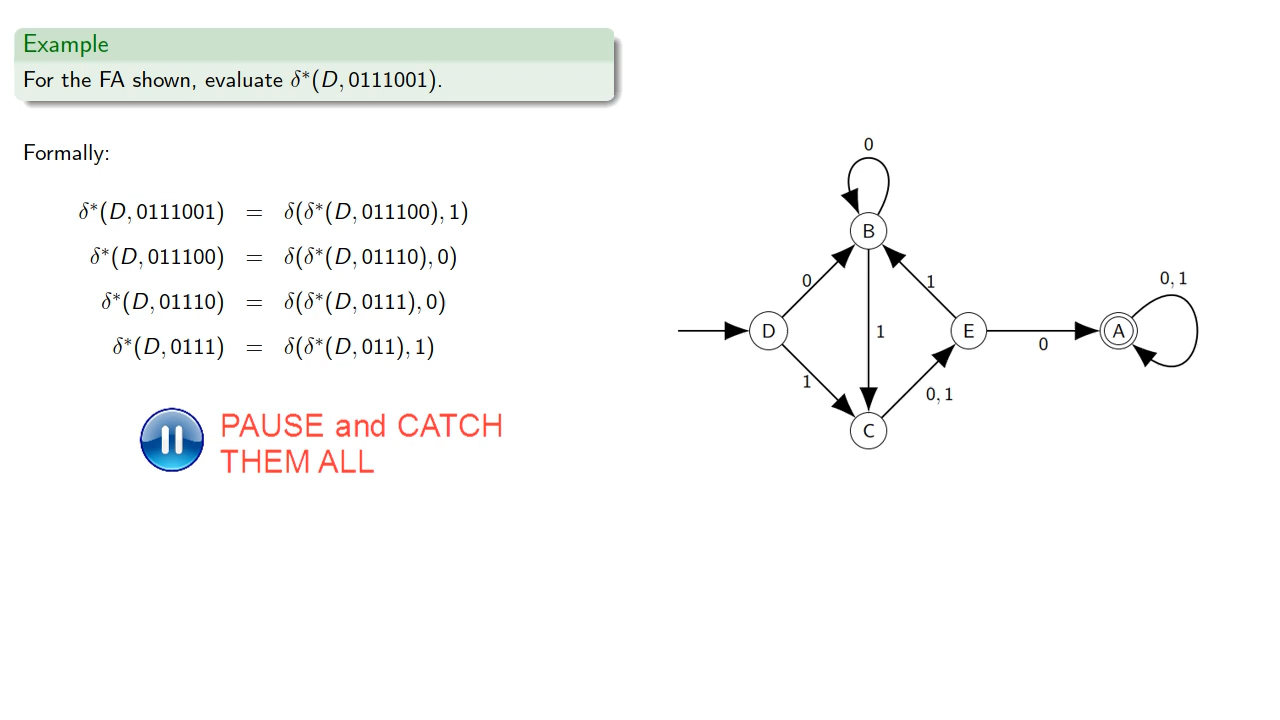 Example
For the FA shown, evaluate δ*(D, 0111001).
Formally:
δ*(D, 0111001) = δ(δ*(D, 011100), 1)
δ*(D, 011100) = δ(δ*(D, 01110), 0)
δ*(D, 01110) = δ(δ*(D, 0111), 0)
δ*(D, 0111) = δ(δ*(D, 011), 1)
PAUSE and CATCH
THEM ALL
0
B
0
1
0, 1
D
1
E
0
A
1
0, 1
C